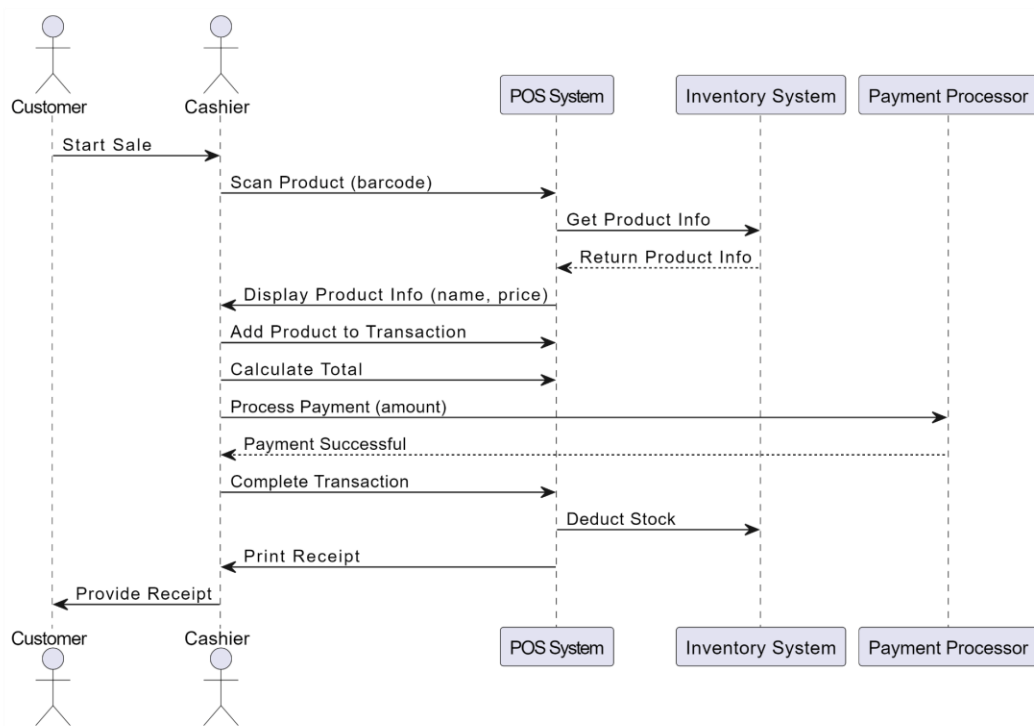 Customer
Cashier
POS System
Inventory System
Payment Processor
Start Sale
Scan Product (barcode)
Get Product Info
Return Product Info
Display Product Info (name, price)
Add Product to Transaction
Calculate Total
Process Payment (amount)
Payment Successful
Complete Transaction
Deduct Stock
Print Receipt
Provide Receipt
Customer
Cashier
POS System
Inventory System
Payment Processor